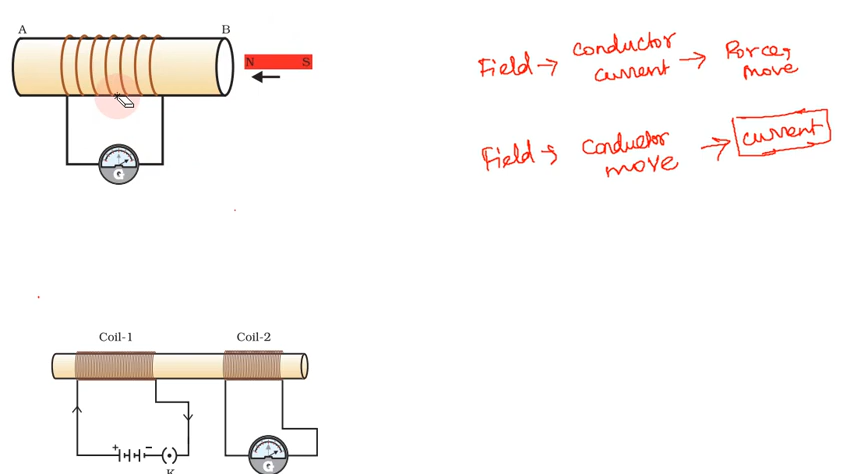 A
B
N
S
G
Field → conductor → Force,
current
move
Field → conductor → current
move
Coil-1
Coil-2
+
−
K
G